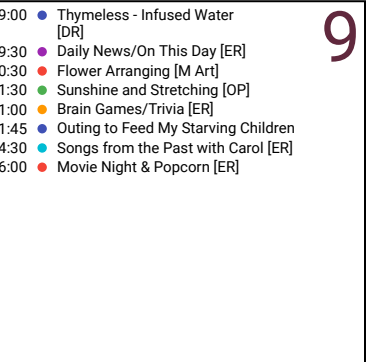 9
9:00 Thymeless - Infused Water
[DR]
9:30 Daily News/On This Day [ER]
0:30 Flower Arranging [M Art]
1:30 Sunshine and Stretching [OP]
1:00 Brain Games/Trivia [ER]
1:45 Outing to Feed My Starving Children
4:30 Songs from the Past with Carol [ER]
6:00 Movie Night & Popcorn [ER]